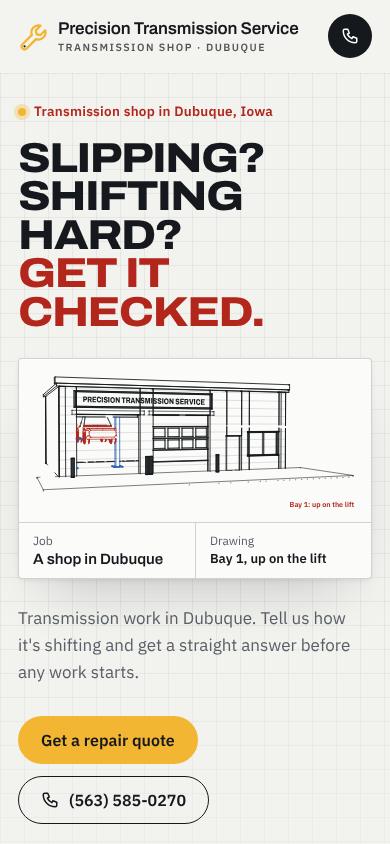 Precision Transmission Service
TRANSMISSION SHOP · DUBUQUE
Transmission shop in Dubuque, Iowa
SLIPPING?
SHIFTING
HARD?
GET IT
CHECKED.
PRECISION TRANSMISSION SERVICE
Bay 1: up on the lift
Job
A shop in Dubuque
Drawing
Bay 1, up on the lift
Transmission work in Dubuque. Tell us how
it's shifting and get a straight answer before
any work starts.
Get a repair quote
(563) 585-0270